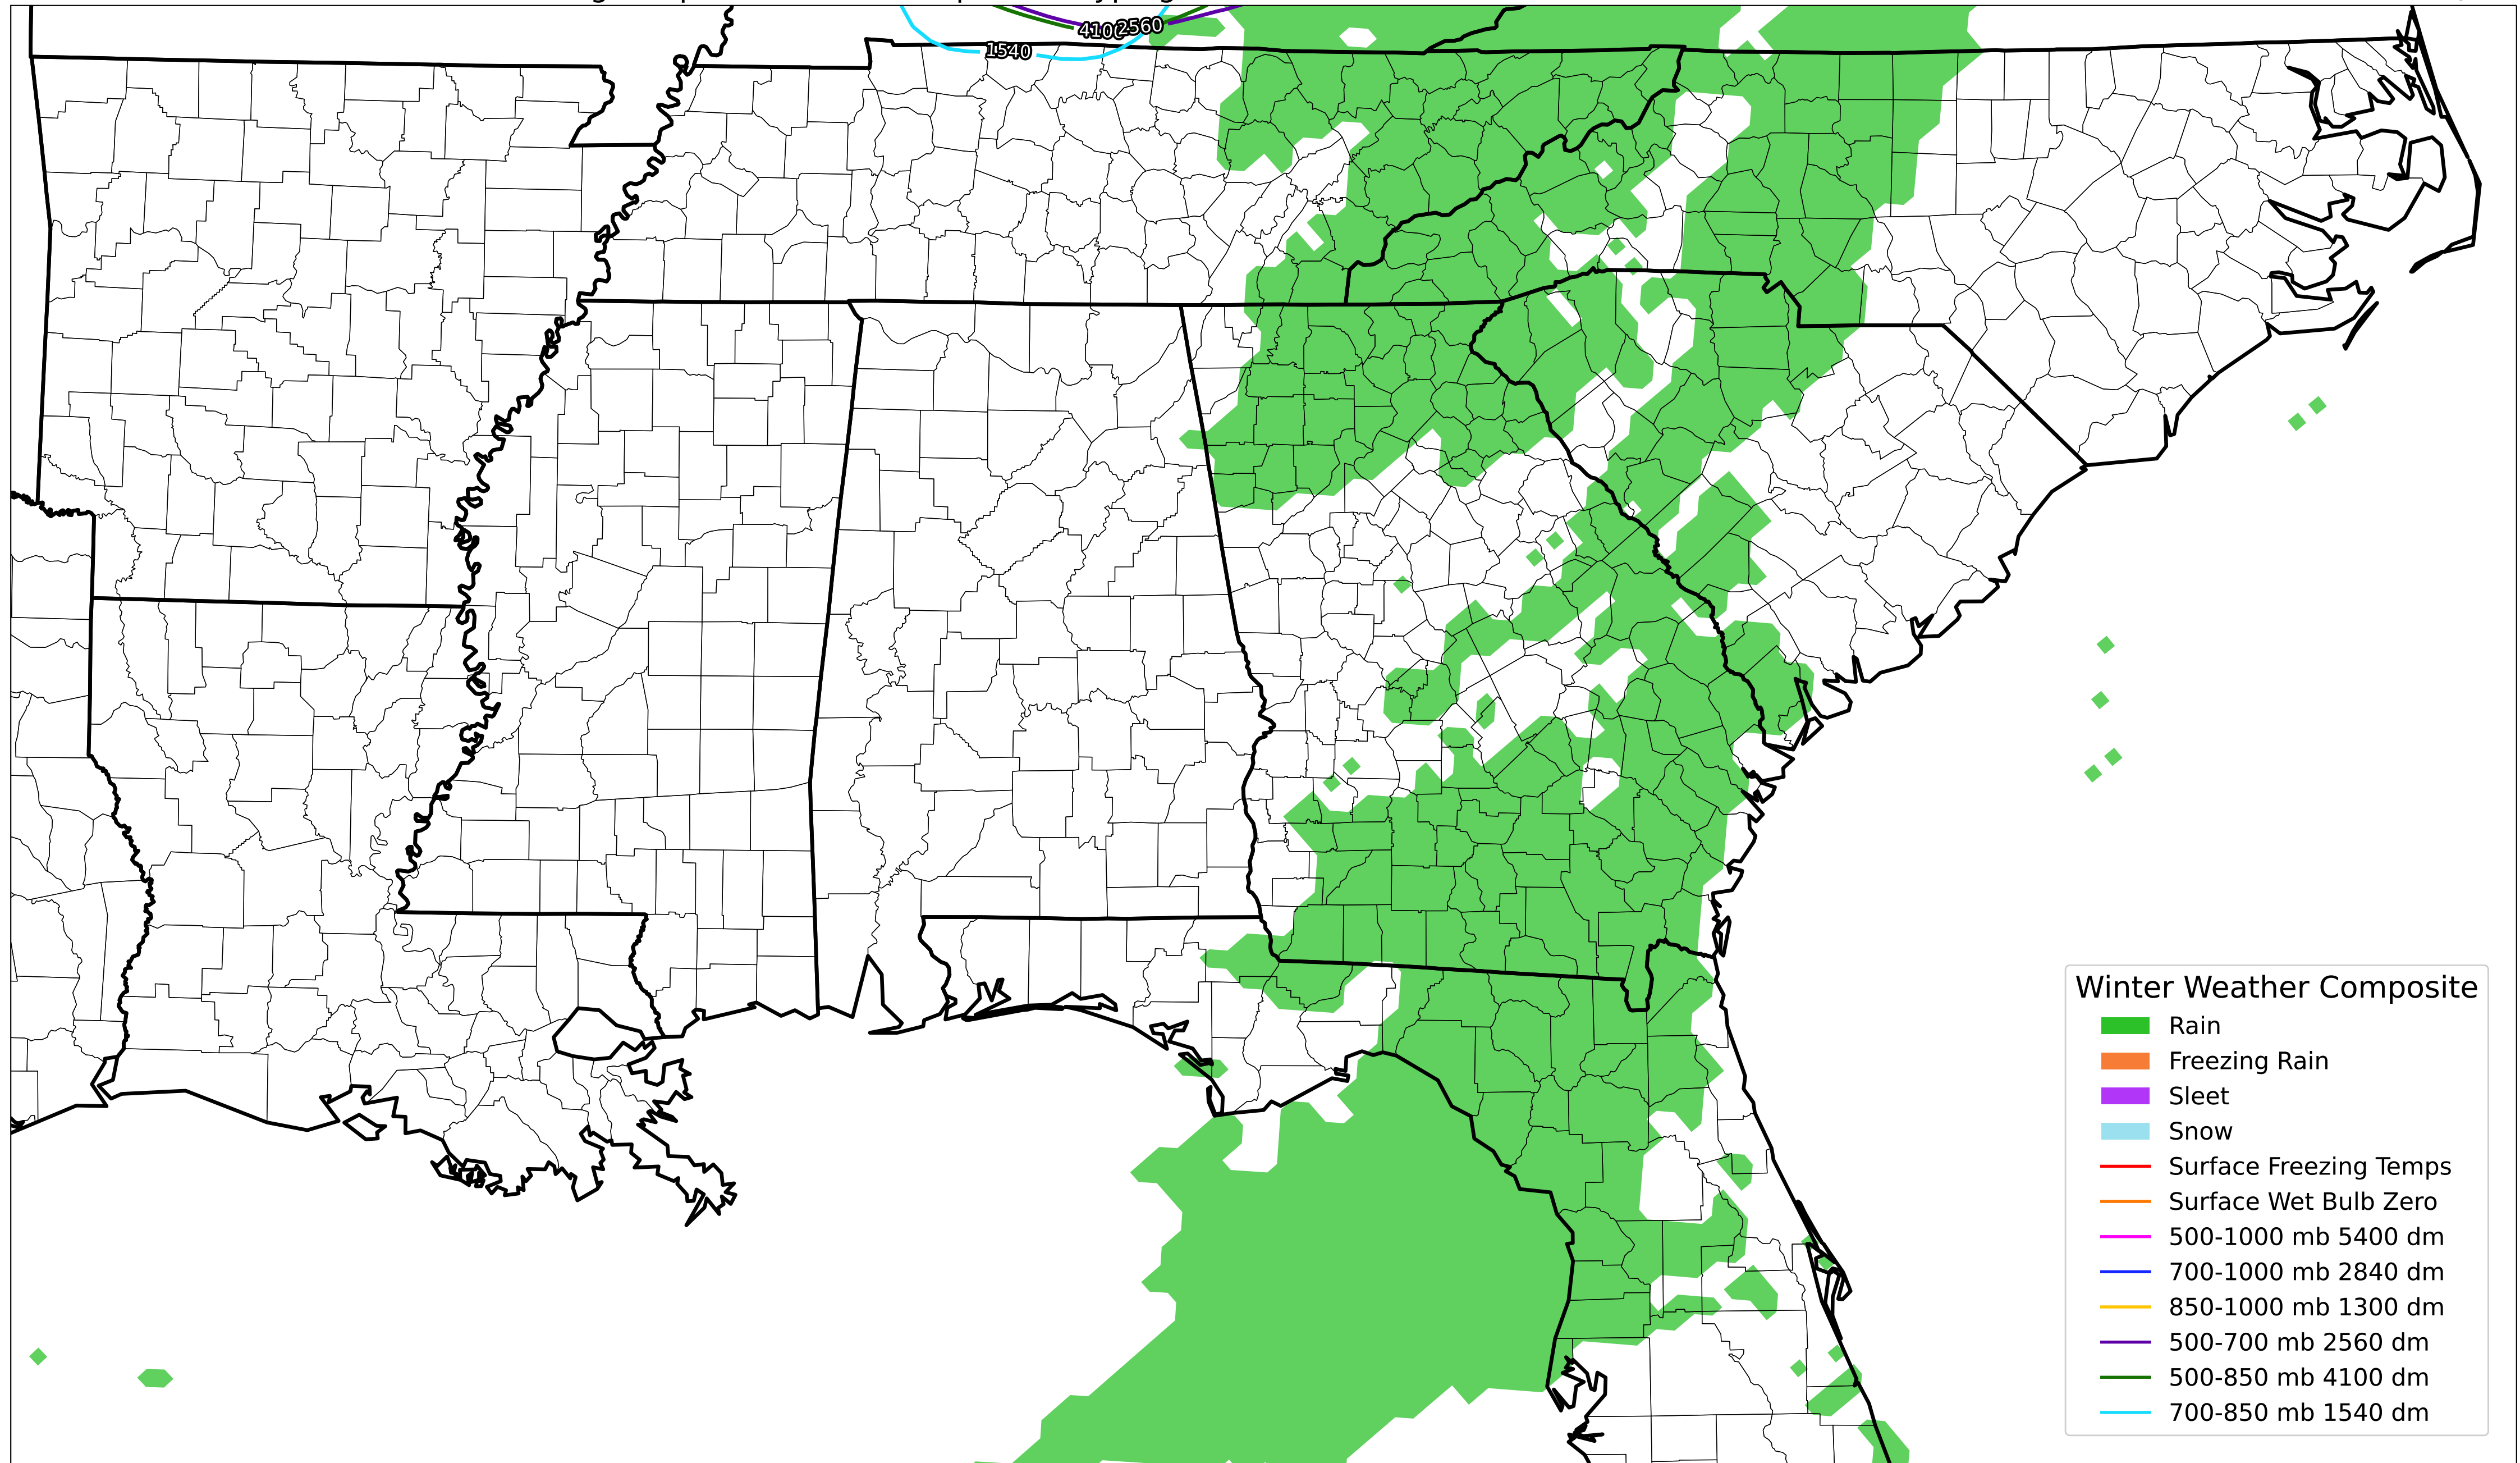 4100 2560
1540
Winter Weather Composite
Rain
Freezing Rain
Sleet
Snow
Surface Freezing Temps
Surface Wet Bulb Zero
500-1000 mb 5400 dm
700-1000 mb 2840 dm
850-1000 mb 1300 dm
500-700 mb 2560 dm
500-850 mb 4100 dm
700-850 mb 1540 dm